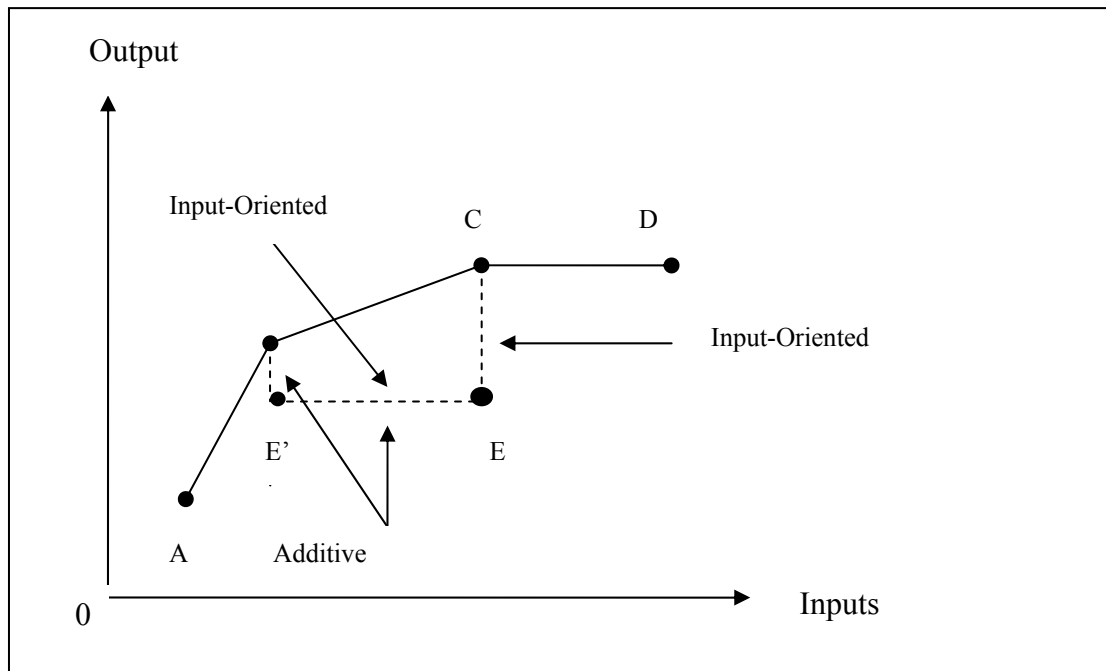 Output
Input-Oriented
C
D
Input-Oriented
E’
E
A
Additive
0
Inputs